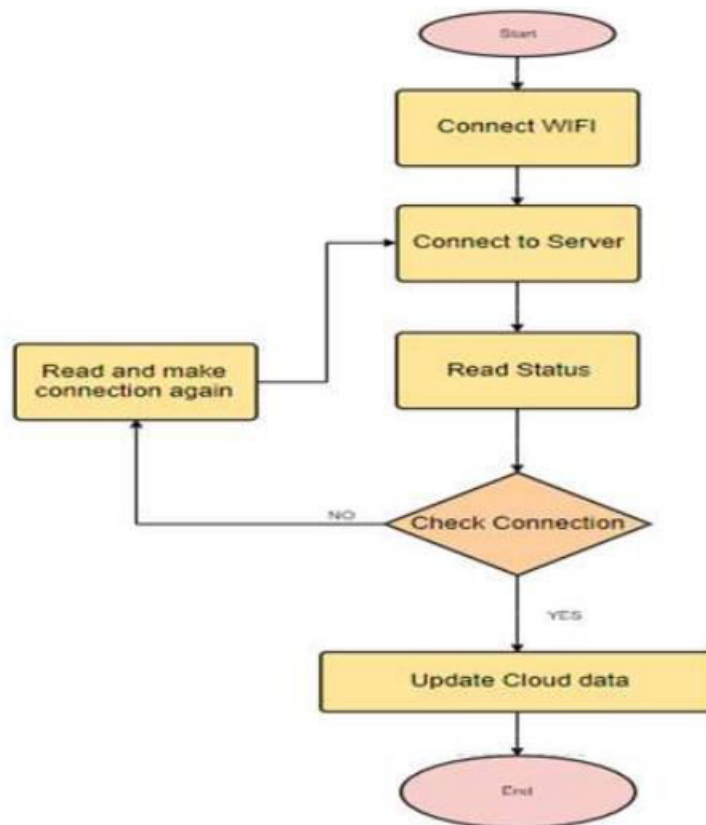 Start
Connect WIFI
Connect to Server
Read and make
connection again
Read Status
NO
Check Connection
YES
Update Cloud data
End